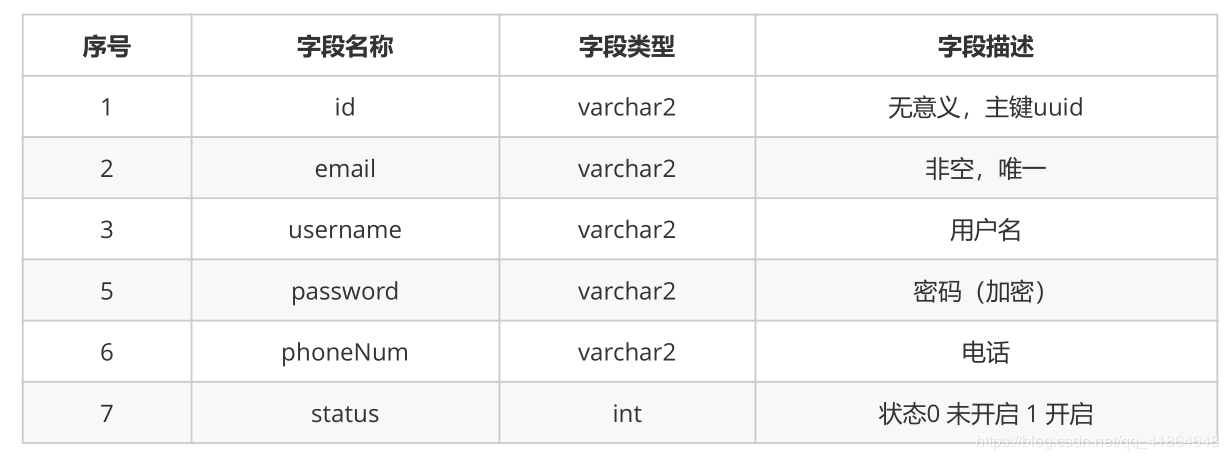 序号 字段名称 字段类型 字段描述
1 id varchar2 无意义，主键uuid
2 email varchar2 非空，唯一
3 username varchar2 用户名
5 password varchar2 密码（加密）
6 phoneNum varchar2 电话
7 status int 状态0 未开启 1 开启
https://blog.csdn.net/qq_41864648